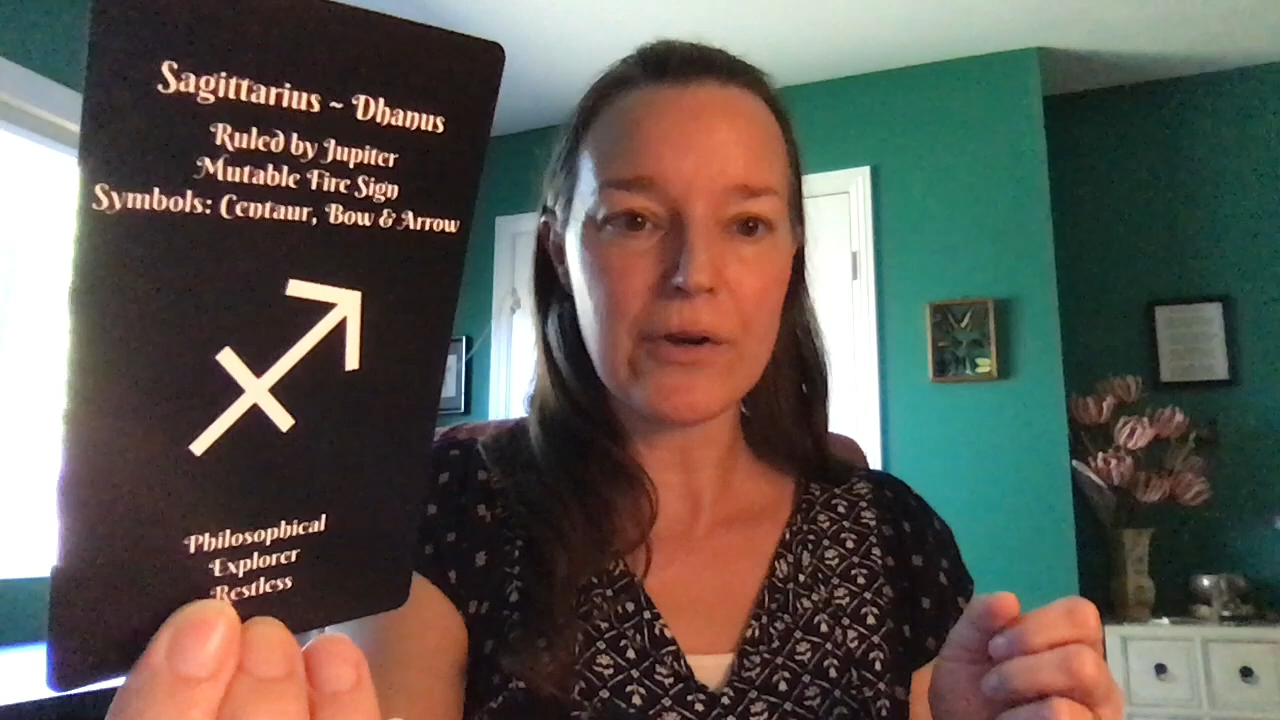 Sagittarius ~ Dhanus
Ruled by Jupiter
Mutable Fire Sign
Symbols: Centaur, Bow & Arrow
Philosophical
Explorer
Restless